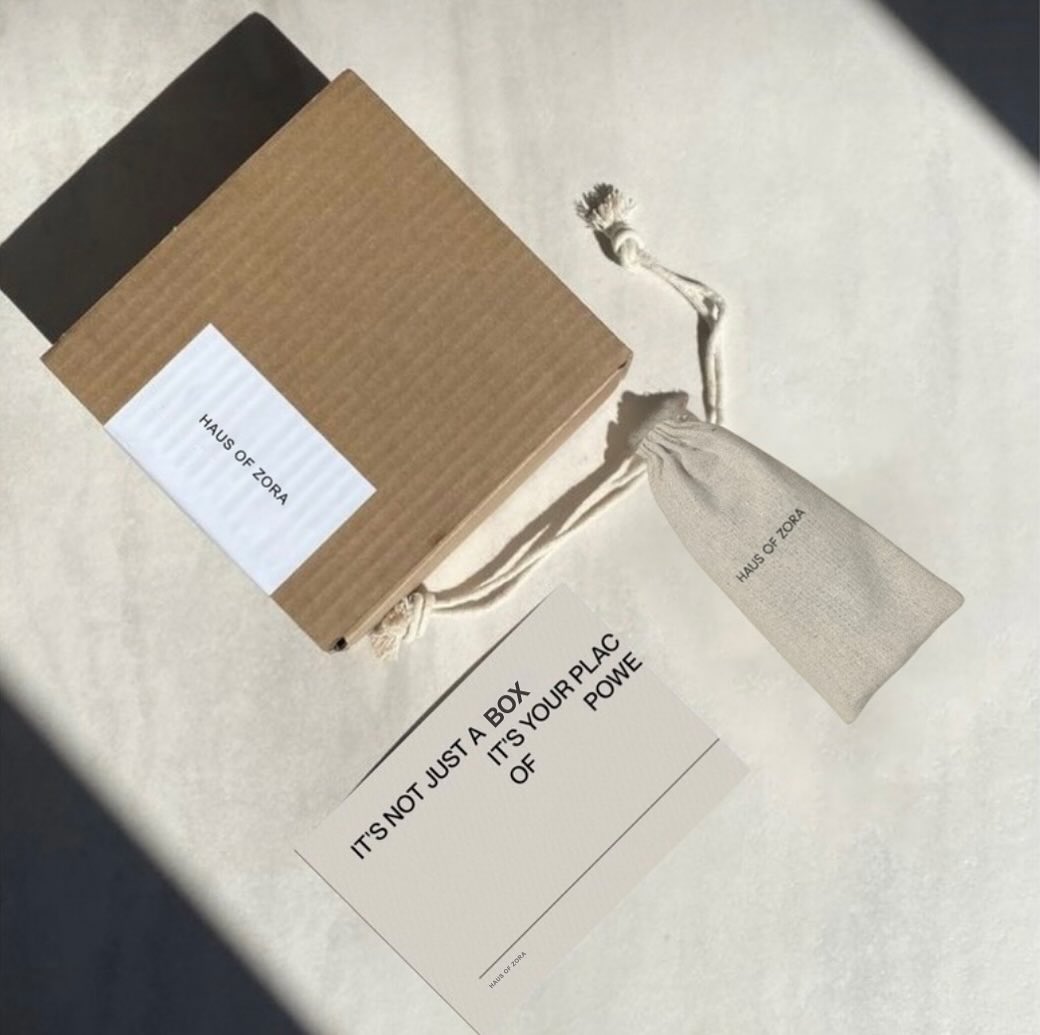 HAUS OF ZORA
HAUS OF ZORA
IT'S NOT JUST A BOX
IT'S YOUR PLAC
OF POWE
HAUS OF ZORA